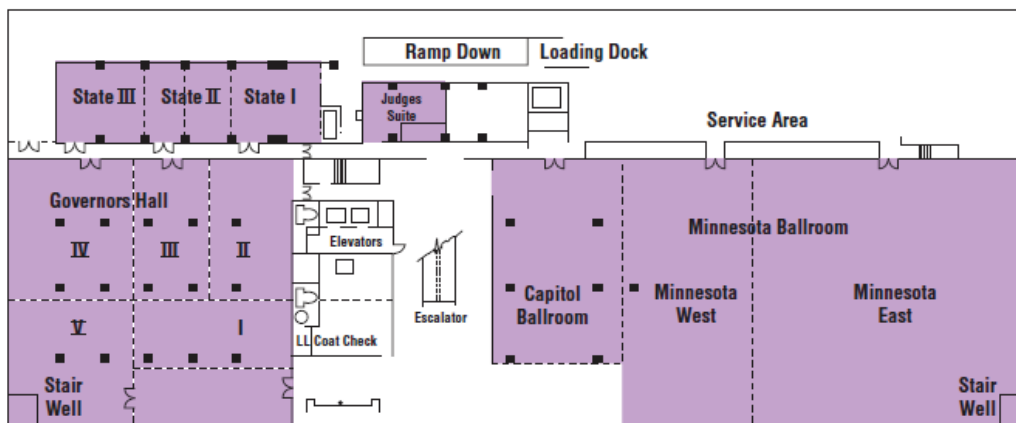 Ramp Down
Loading Dock
State Ⅲ
State Ⅱ
State I
Judges
Suite
Service Area
Governors Hall
Ⅳ
Ⅲ
Ⅱ
Elevators
Minnesota Ballroom
Capitol
Ballroom
Minnesota
West
Minnesota
East
Escalator
Ⅴ
I
LL Coat Check
Stair
Well
Stair
Well